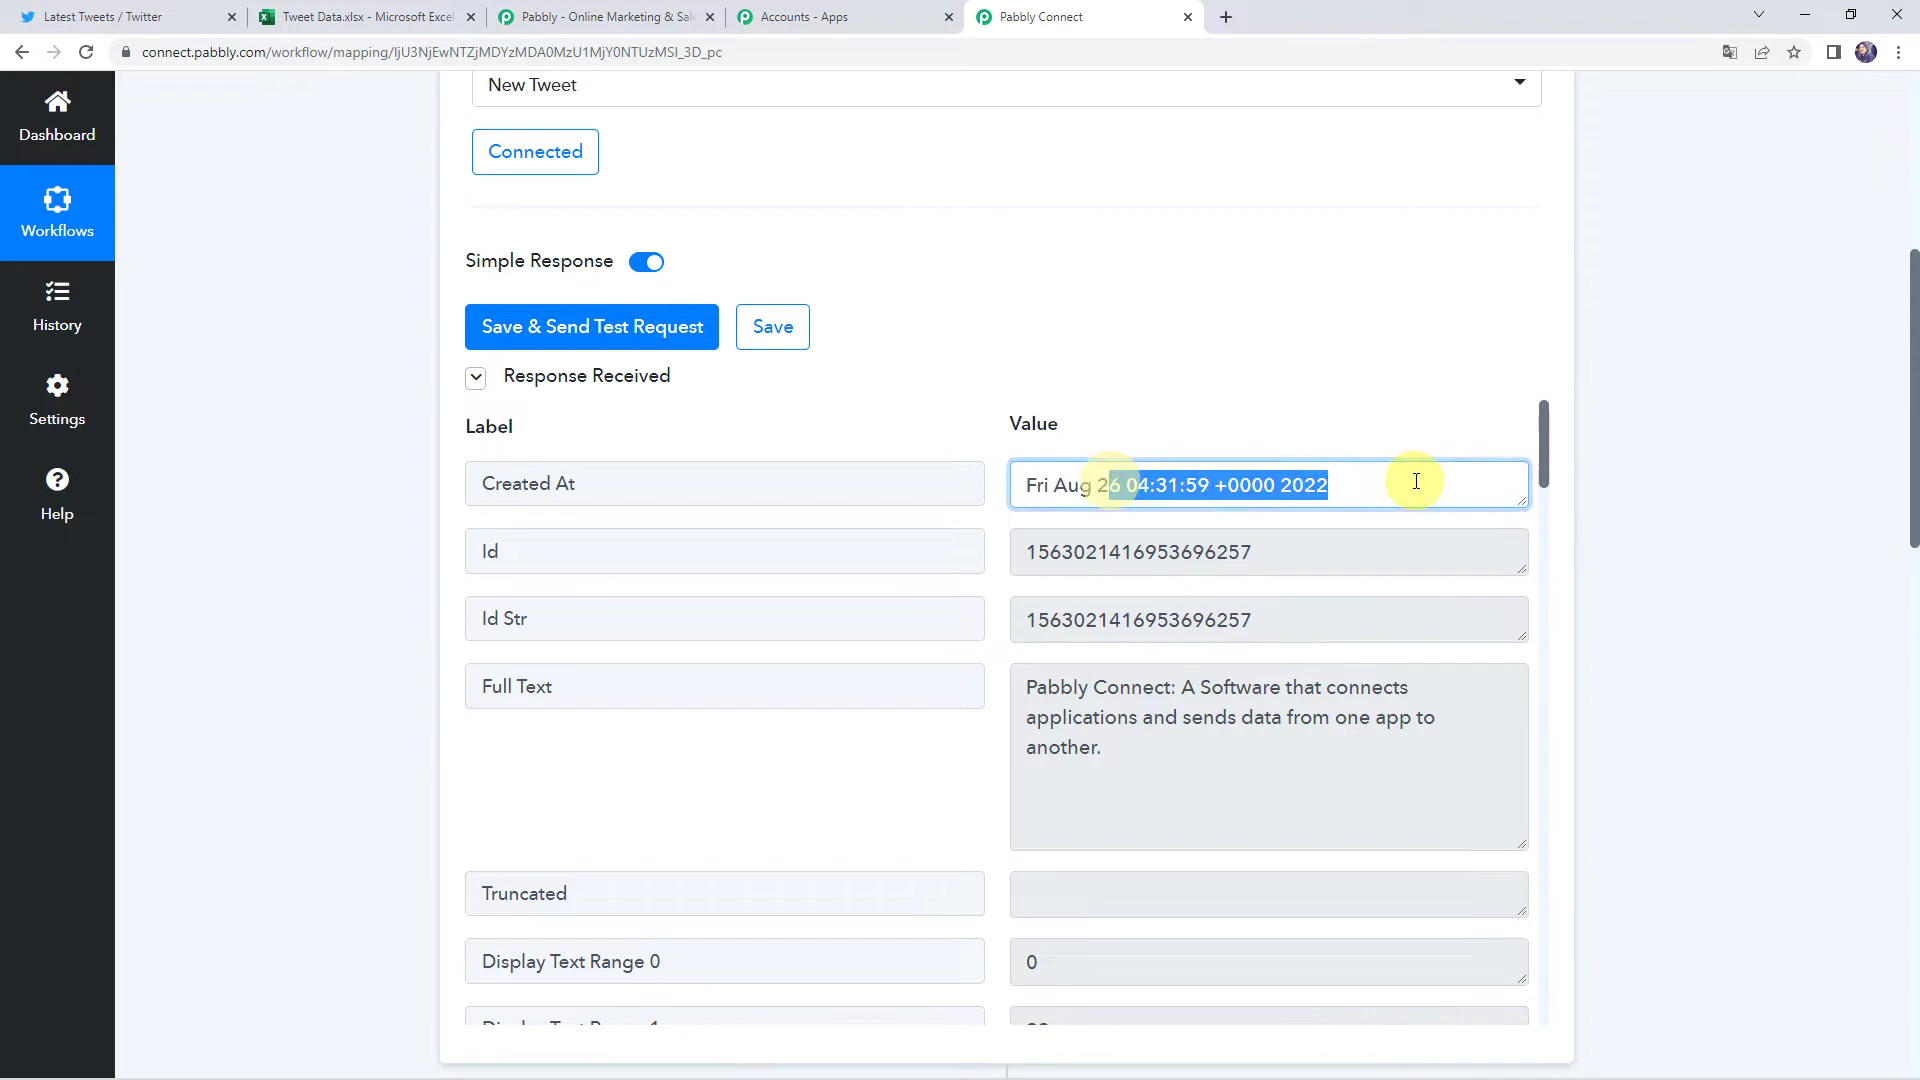 Latest Tweets / Twitter
Tweet Data.xlsx - Microsoft Excel
Pabbly - Online Marketing & Sal
Accounts - Apps
Pabbly Connect
connect.pabbly.com/workflow/mapping/IjU3NjEwNTZjMDYzMDA0MzU1MjY0NTUzMSI_3D_pc
New Tweet
Dashboard
Connected
Workflows
Simple Response
History
Save & Send Test Request
Save
Response Received
Settings
Label
Value
Created At
Fri Aug 26 04:31:59 +0000 2022
Help
Id
1563021416953696257
Id Str
1563021416953696257
Full Text
Pabbly Connect: A Software that connects
applications and sends data from one app to
another.
Truncated
Display Text Range 0
0